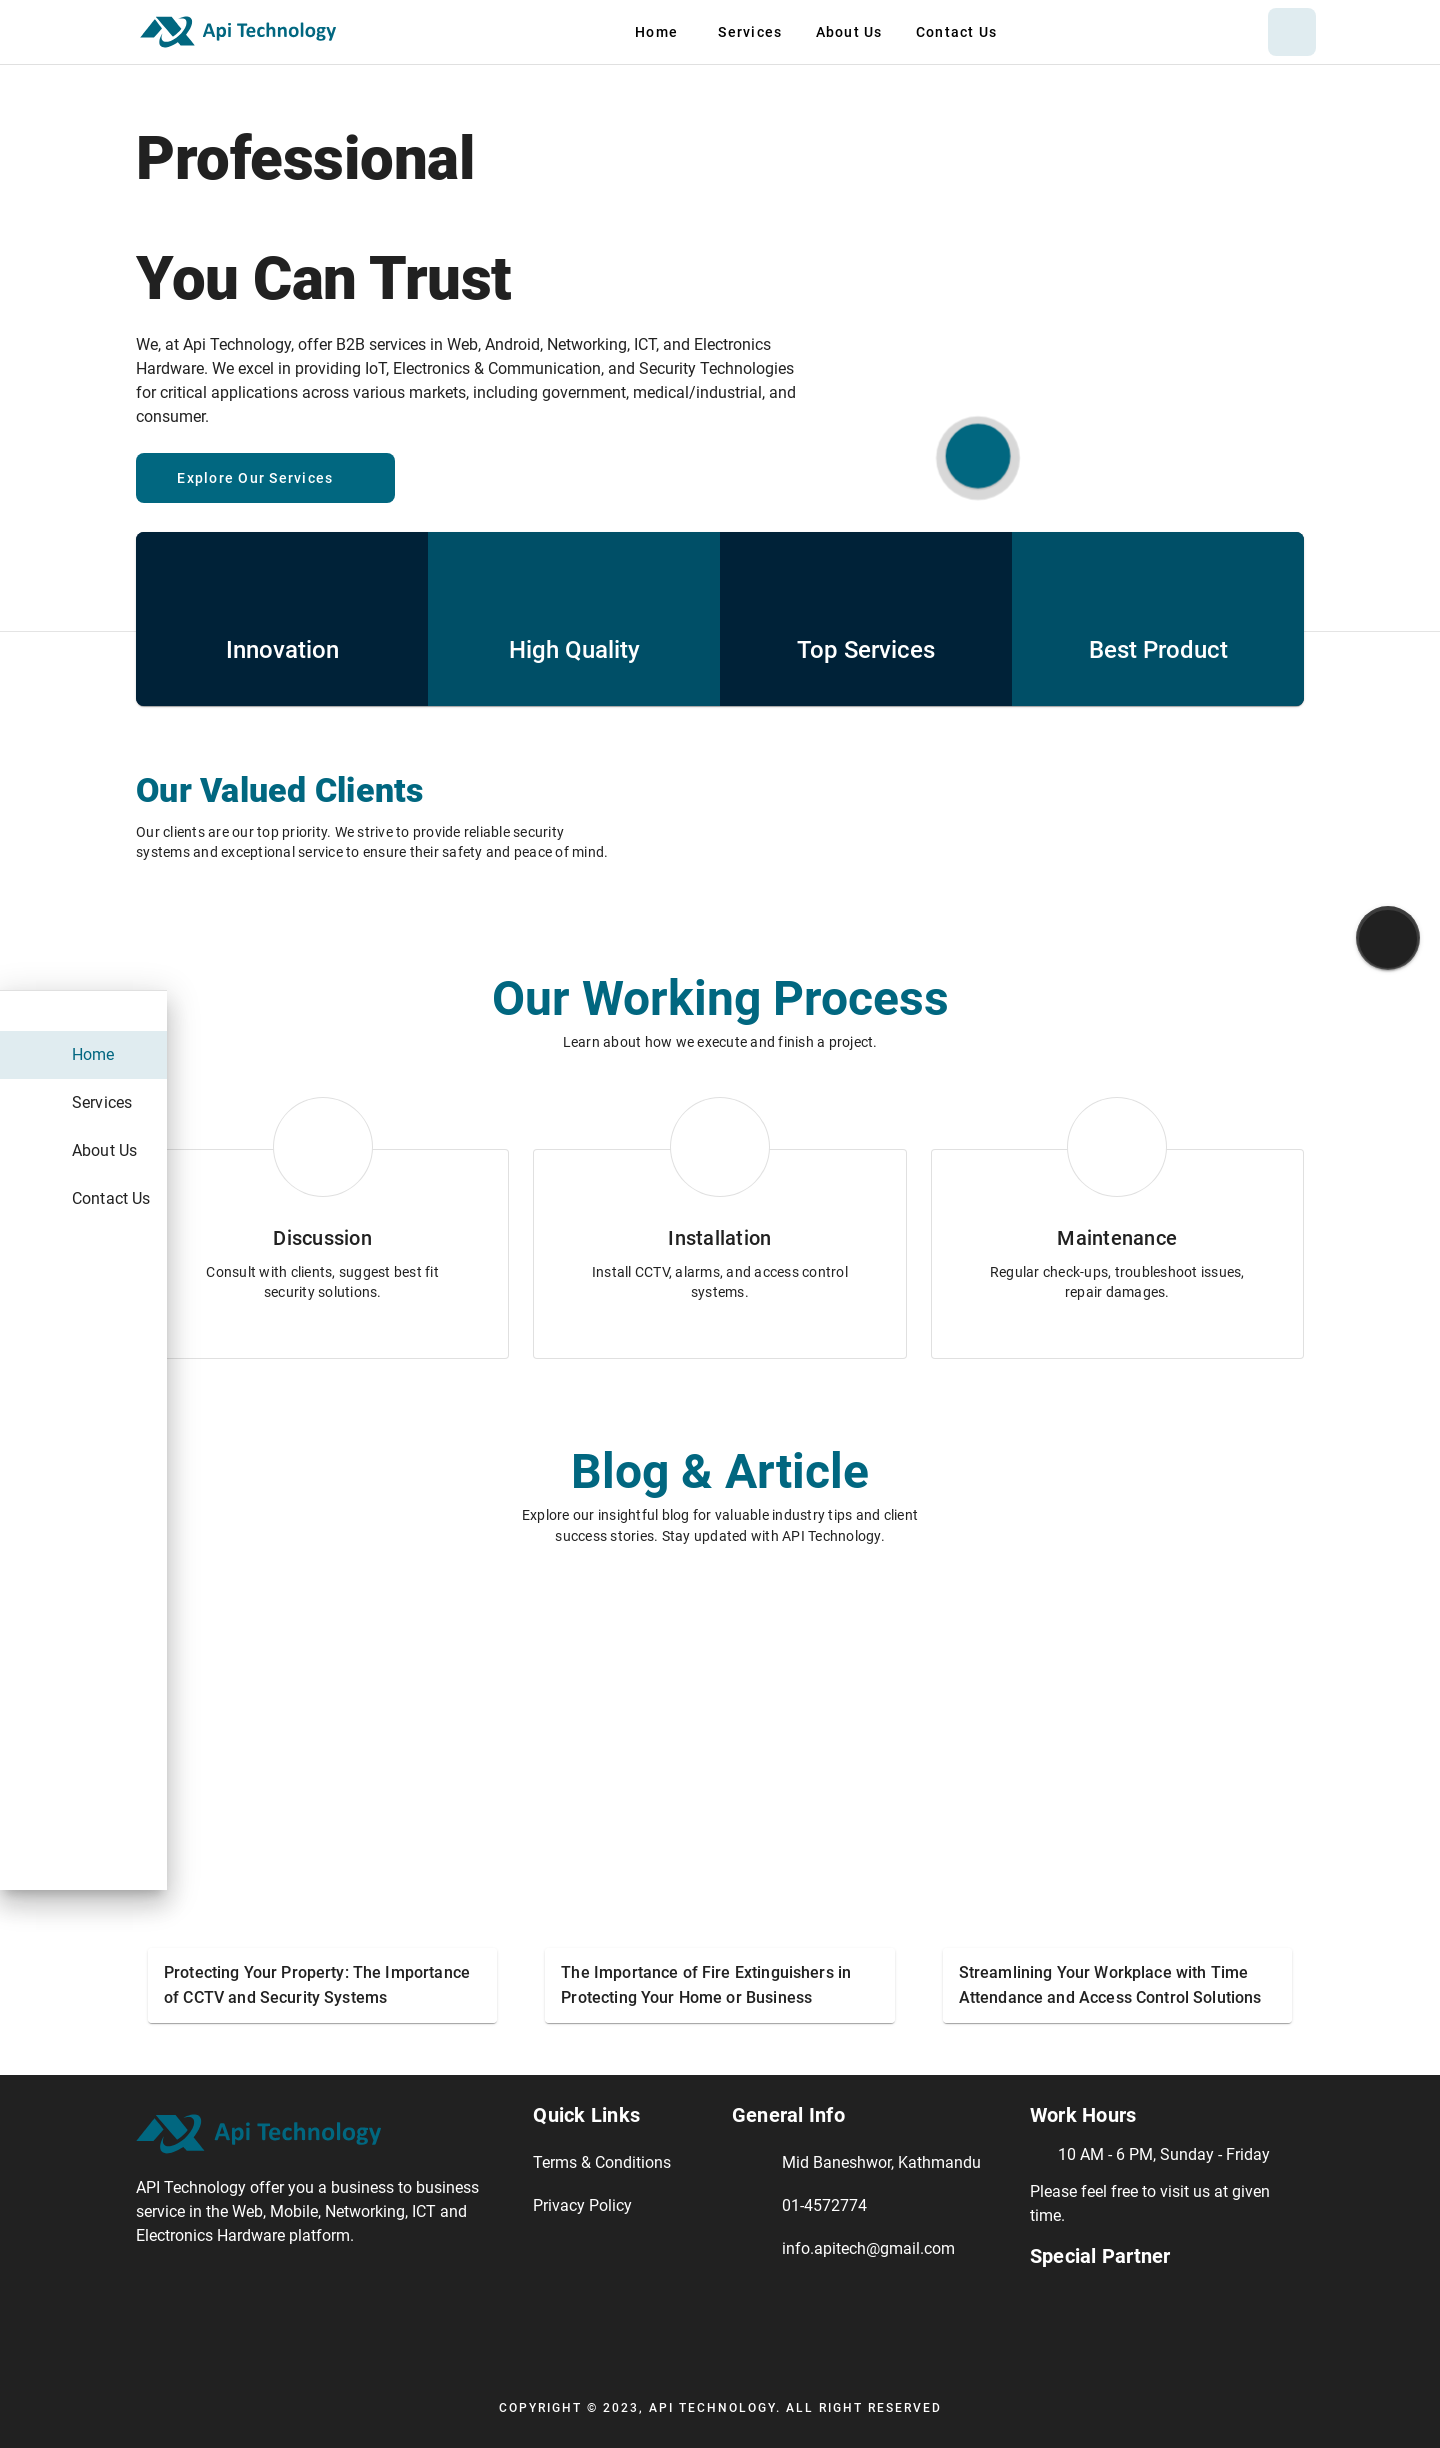 Api Technology
Home Services About Us Contact Us
Professional
You Can Trust
We, at Api Technology, offer B2B services in Web, Android, Networking, ICT, and Electronics
Hardware. We excel in providing IoT, Electronics & Communication, and Security Technologies
for critical applications across various markets, including government, medical/industrial, and
consumer.
Explore Our Services
Innovation
High Quality
Top Services
Best Product
Our Valued Clients
Our clients are our top priority. We strive to provide reliable security
systems and exceptional service to ensure their safety and peace of mind.
Our Working Process
Learn about how we execute and finish a project.
Home
Services
About Us
Contact Us
Discussion
Consult with clients, suggest best fit
security solutions.
Installation
Install CCTV, alarms, and access control
systems.
Maintenance
Regular check-ups, troubleshoot issues,
repair damages.
Blog & Article
Explore our insightful blog for valuable industry tips and client
success stories. Stay updated with API Technology.
Protecting Your Property: The Importance
of CCTV and Security Systems
The Importance of Fire Extinguishers in
Protecting Your Home or Business
Streamlining Your Workplace with Time
Attendance and Access Control Solutions
Api Technology
API Technology offer you a business to business
service in the Web, Mobile, Networking, ICT and
Electronics Hardware platform.
Quick Links
Terms & Conditions
Privacy Policy
General Info
Mid Baneshwor, Kathmandu
01-4572774
info.apitech@gmail.com
Work Hours
10 AM - 6 PM, Sunday - Friday
Please feel free to visit us at given
time.
Special Partner
COPYRIGHT © 2023, API TECHNOLOGY. ALL RIGHT RESERVED